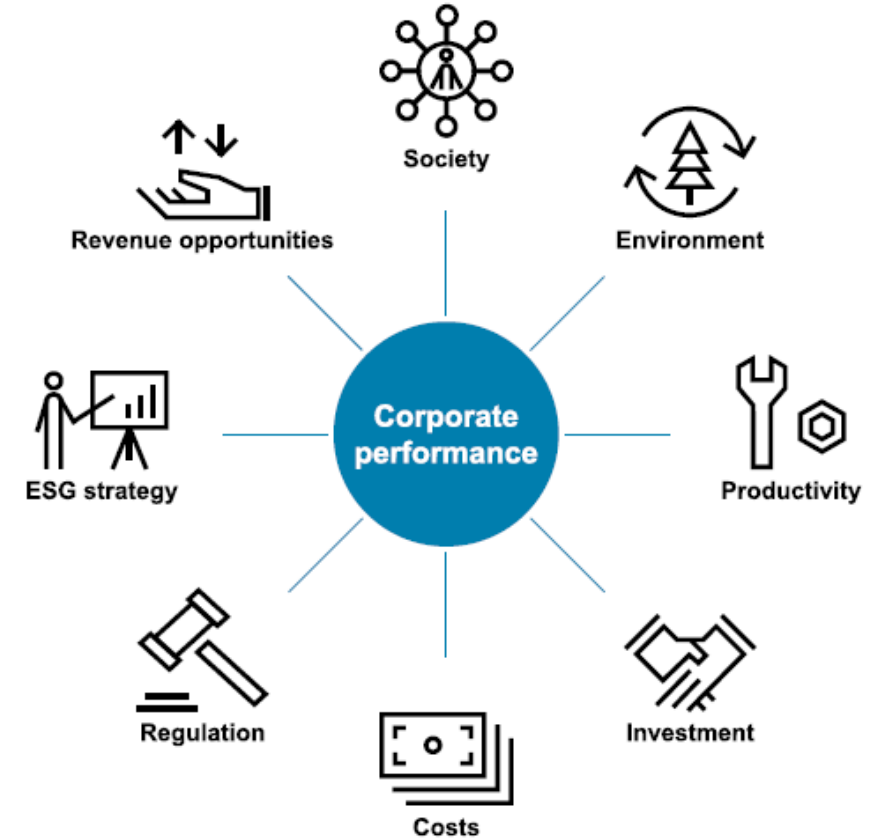 Society
Revenue opportunities
Environment
Corporate
performance
ESG strategy
Productivity
Regulation
Investment
Costs